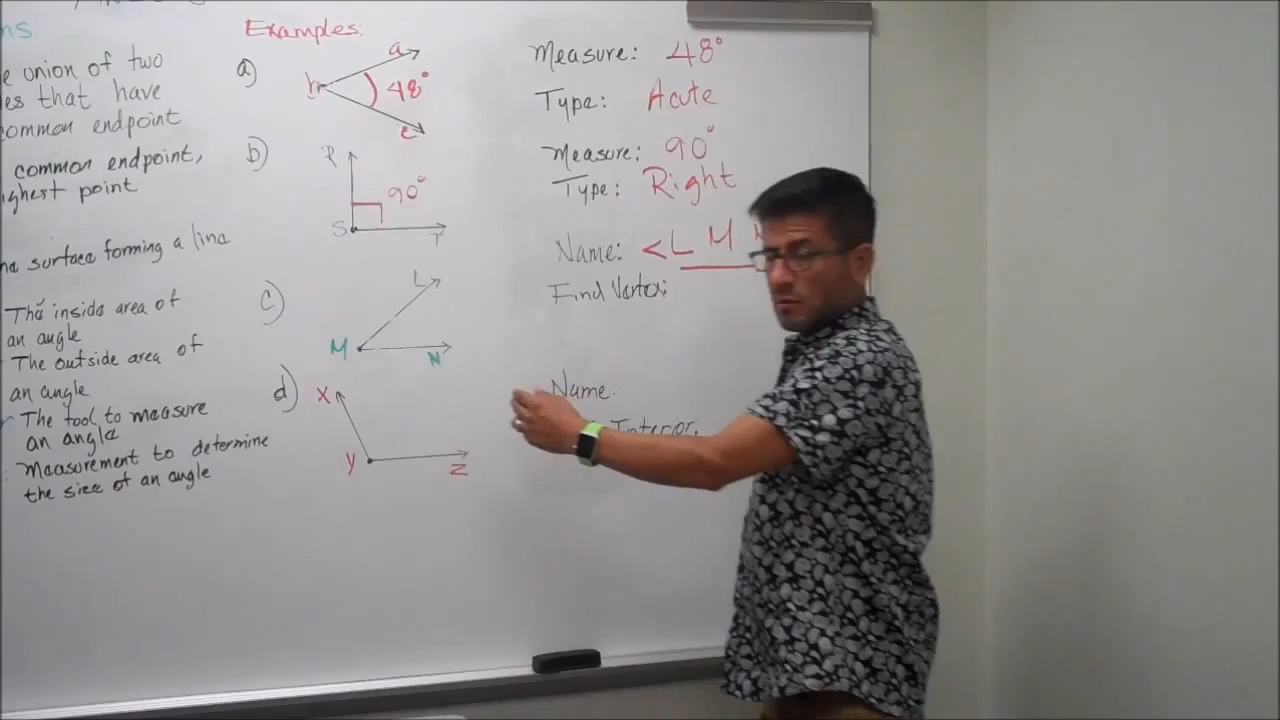 ns.
e union of two
es that have
common endpoint
common endpoint,
ighest point
surface forming a line
The inside area of
an angle
The outside area of
an angle
The tool to measure
an angle
Measurement to determine
the size of an angle
Examples:
a)
a
48°
b)
P
90°
S
T
c)
L
M
N
d)
X
Y
Z
Measure: 48°
Type: Acute
Measure: 90°
Type: Right
Name: <L M
Find Vertex:
Name:
Interior.